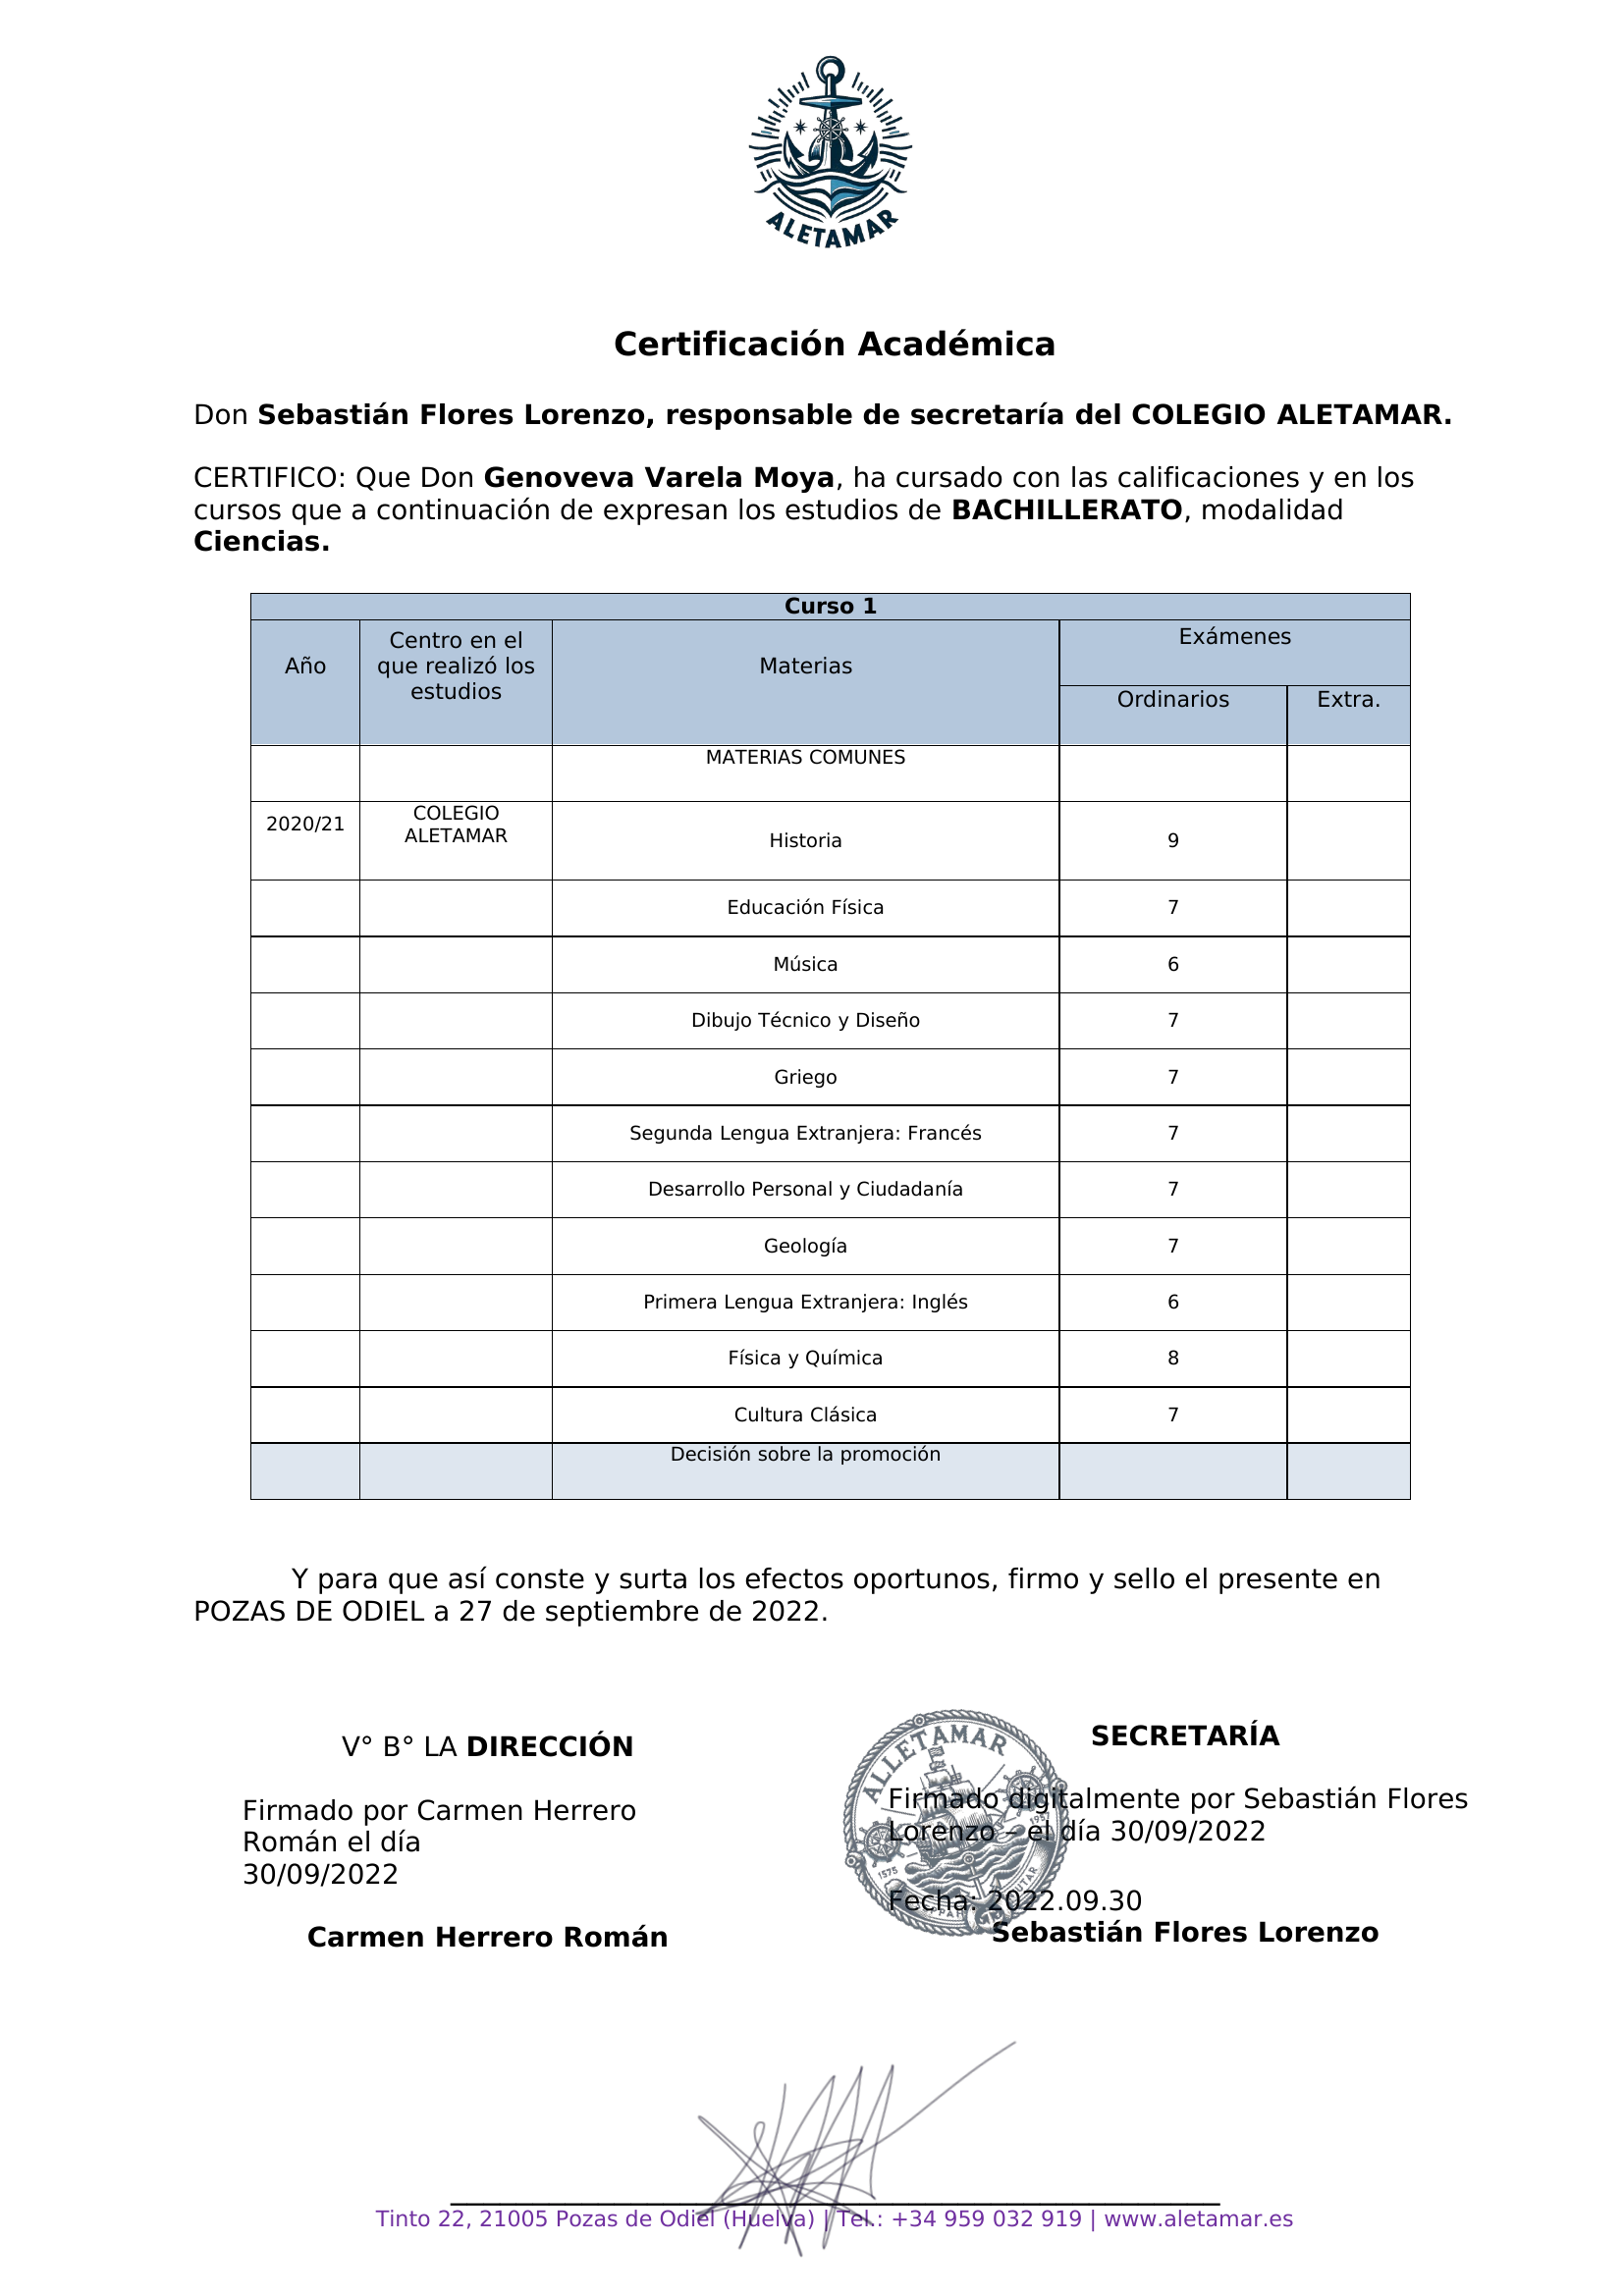 ALETAMAR
Certificación Académica
Don Sebastián Flores Lorenzo, responsable de secretaría del COLEGIO ALETAMAR.
CERTIFICO: Que Don Genoveva Varela Moya, ha cursado con las calificaciones y en los
cursos que a continuación de expresan los estudios de BACHILLERATO, modalidad
Ciencias.
Curso 1
Año
Centro en el
que realizó los
estudios
Materias
Exámenes
Ordinarios
Extra.
MATERIAS COMUNES
2020/21
COLEGIO
ALETAMAR
Historia 9
Educación Física 7
Música 6
Dibujo Técnico y Diseño 7
Griego 7
Segunda Lengua Extranjera: Francés 7
Desarrollo Personal y Ciudadanía 7
Geología 7
Primera Lengua Extranjera: Inglés 6
Física y Química 8
Cultura Clásica 7
Decisión sobre la promoción
Y para que así conste y surta los efectos oportunos, firmo y sello el presente en
POZAS DE ODIEL a 27 de septiembre de 2022.
V° B° LA DIRECCIÓN
Firmado por Carmen Herrero
Román el día
30/09/2022
Carmen Herrero Román
ALLETAMAR
1575
1957
SECRETARÍA
Firmado digitalmente por Sebastián Flores
Lorenzo – el día 30/09/2022
Fecha: 2022.09.30
Sebastián Flores Lorenzo
Tinto 22, 21005 Pozas de Odiel (Huelva) | Tel.: +34 959 032 919 | www.aletamar.es